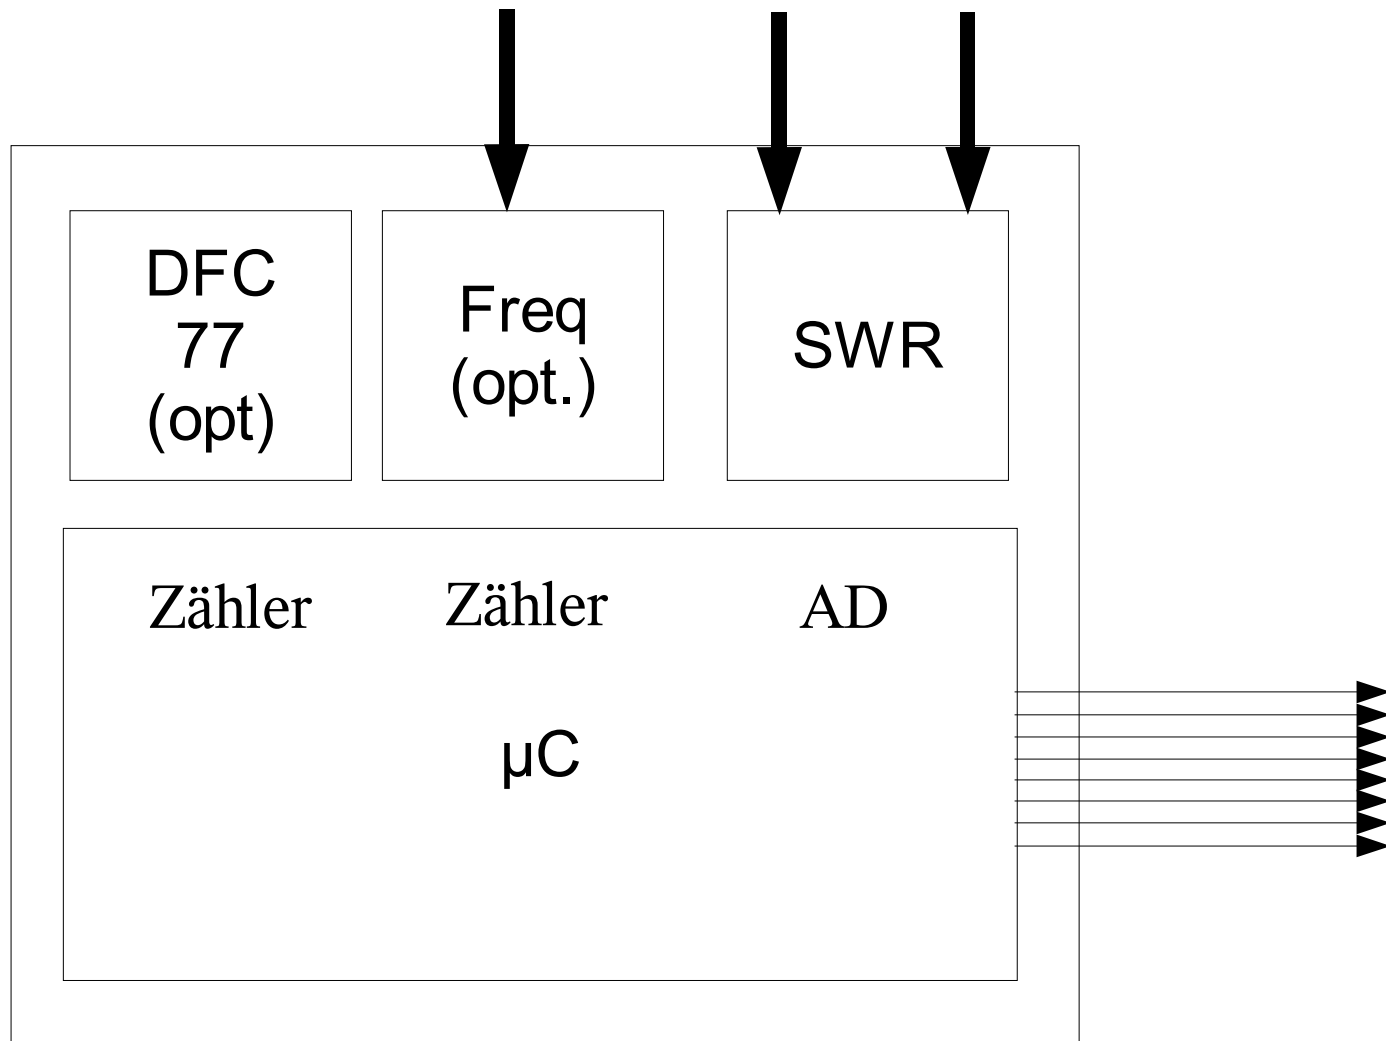 DFC
77
(opt)
Freq
(opt.)
SWR
Zähler
Zähler
AD
µC